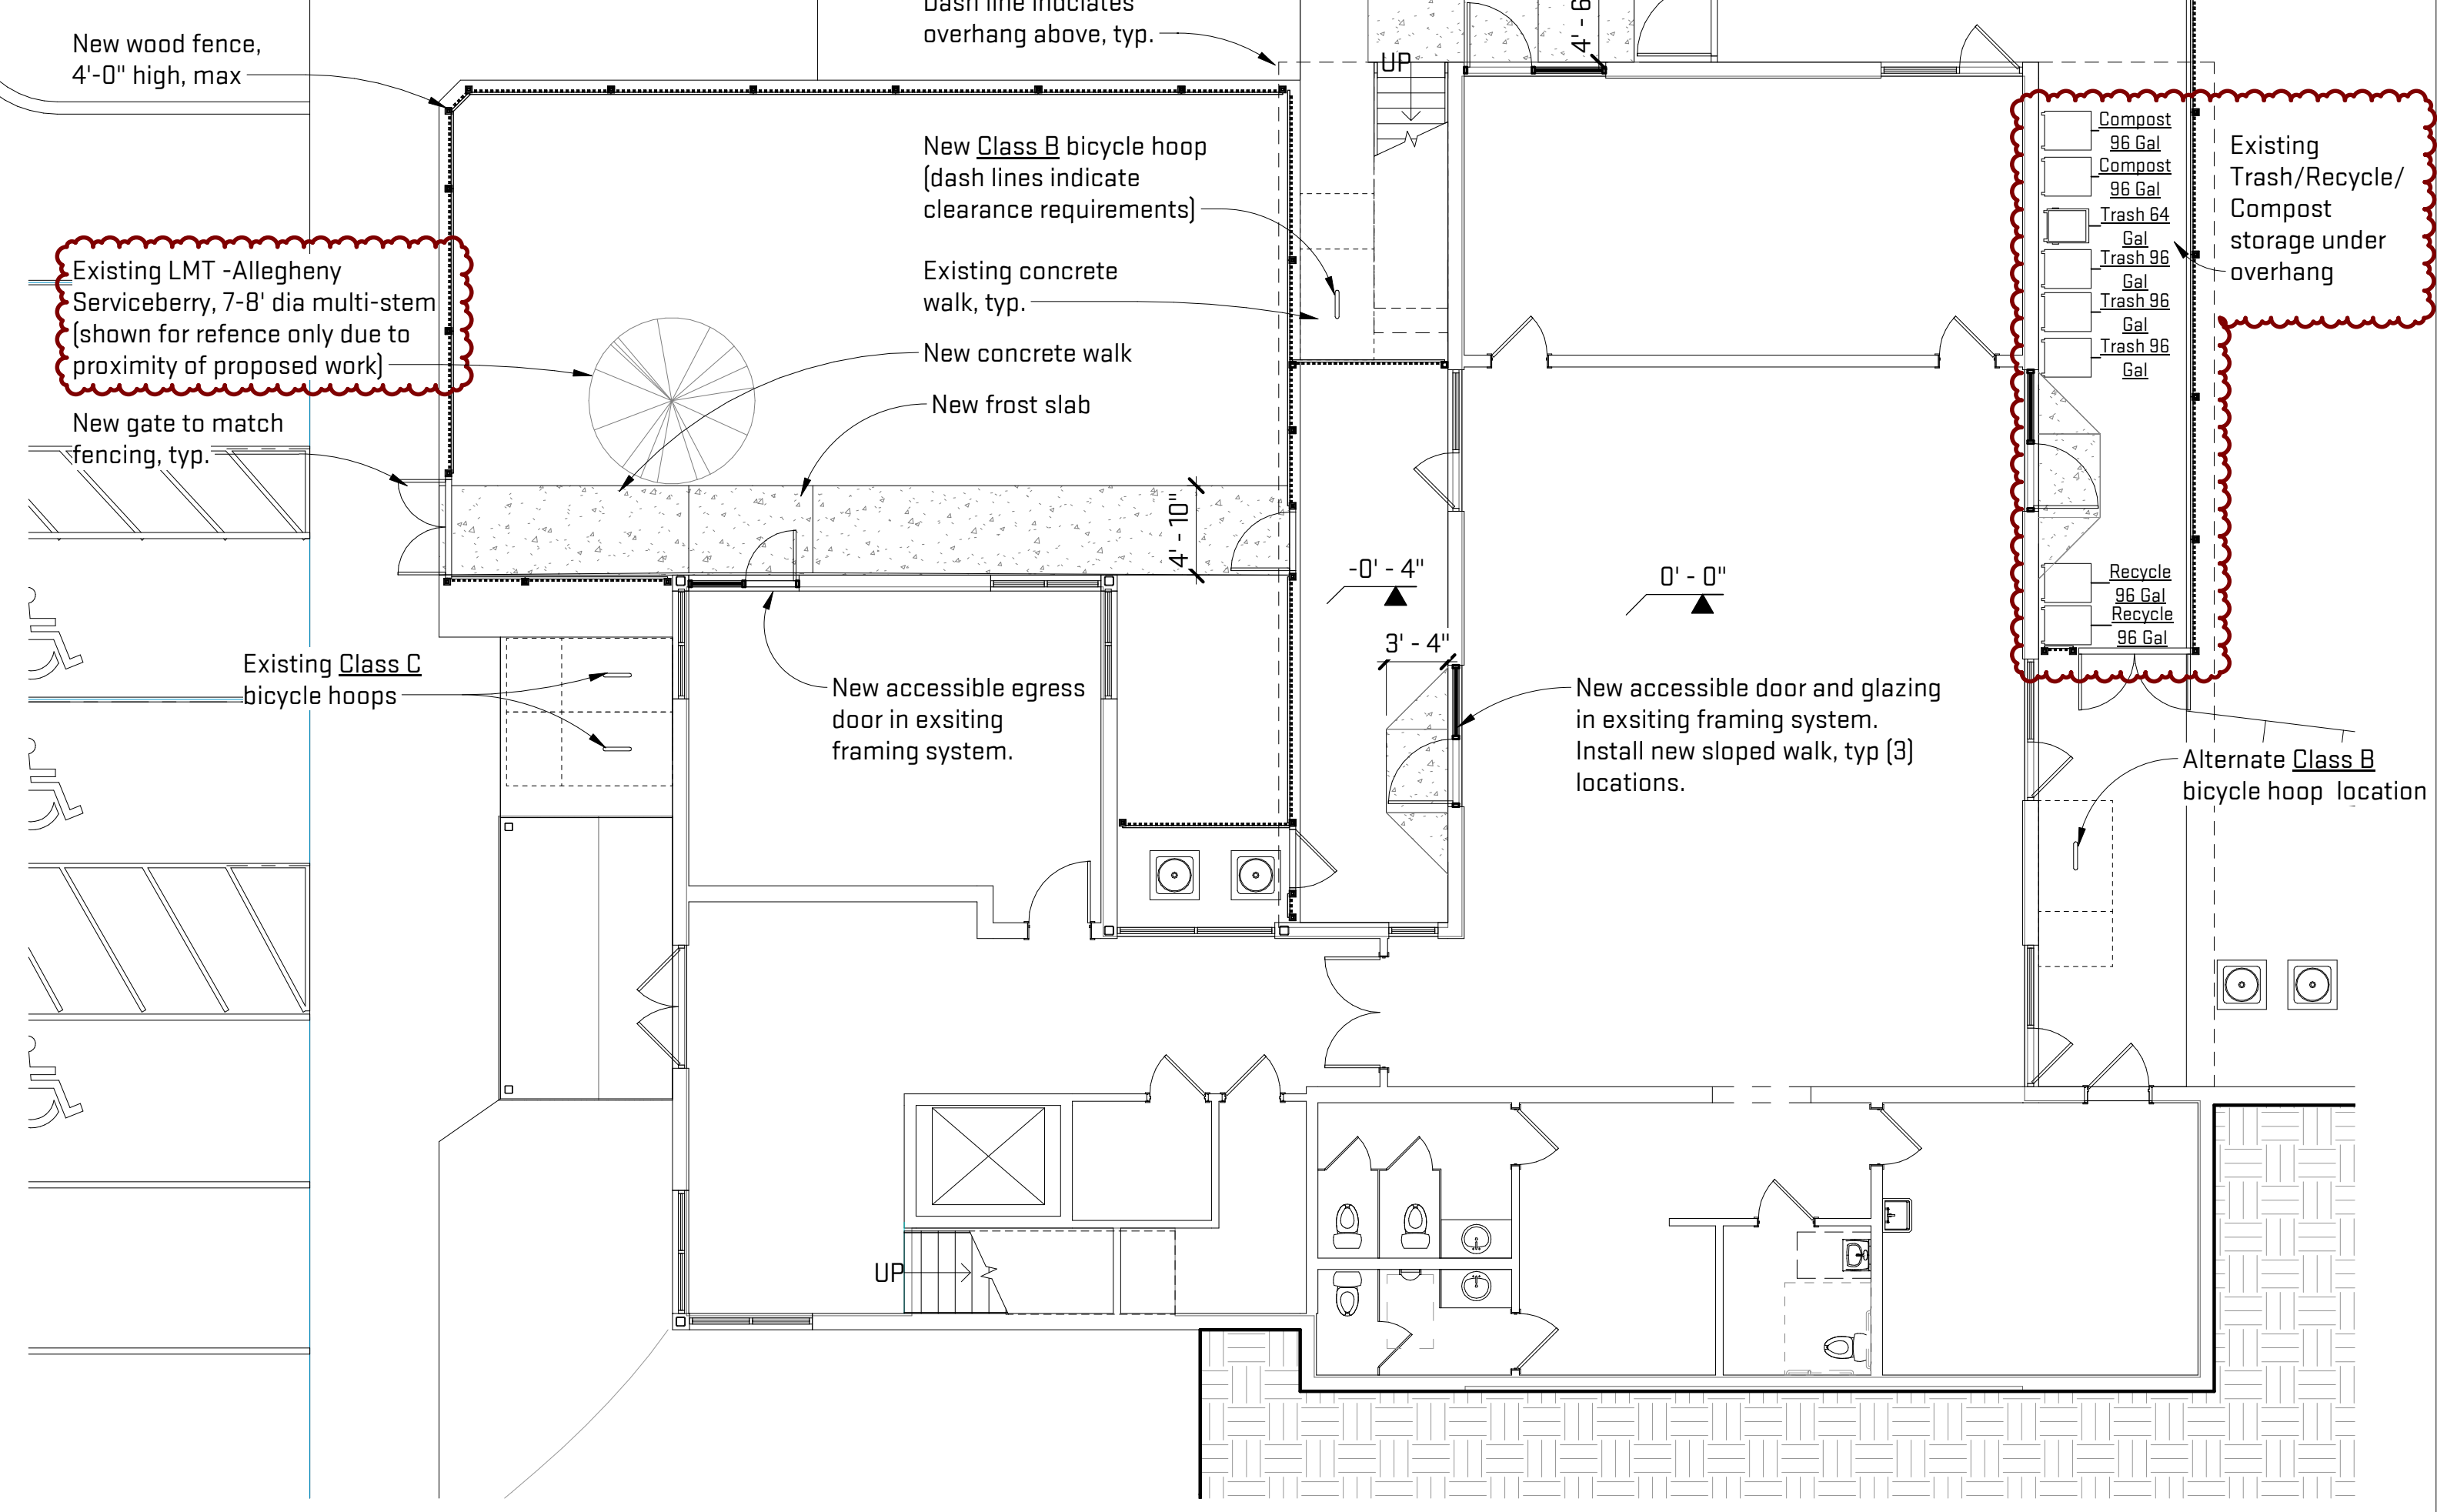 Dash line indciates
overhang above, typ.
New wood fence,
4'-0" high, max
4' - 6
UP
New Class B bicycle hoop
(dash lines indicate
clearance requirements)
Existing concrete
walk, typ.
New concrete walk
New frost slab
Existing LMT -Allegheny
Serviceberry, 7-8' dia multi-stem
(shown for refence only due to
proximity of proposed work)
New gate to match
fencing, typ.
Compost
96 Gal
Compost
96 Gal
Trash 64
Gal
Trash 96
Gal
Trash 96
Gal
Trash 96
Gal
Existing
Trash/Recycle/
Compost
storage under
overhang
Recycle
96 Gal
Recycle
96 Gal
4' - 10"
-0' - 4"
0' - 0"
3' - 4"
Existing Class C
bicycle hoops
New accessible egress
door in exsiting
framing system.
New accessible door and glazing
in exsiting framing system.
Install new sloped walk, typ (3)
locations.
Alternate Class B
bicycle hoop location
UP